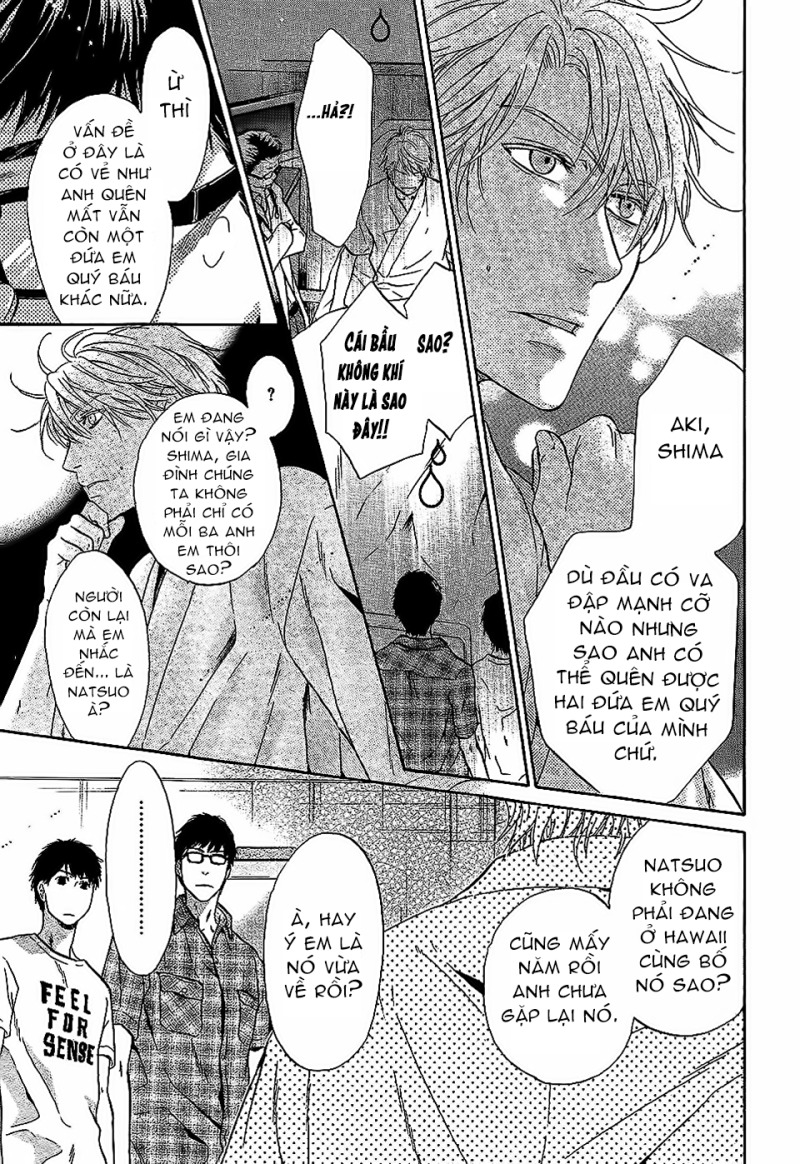 AKI,
SHIMA
DÙ ĐẦU CÓ VA
ĐẬP MẠNH CỠ
NÀO NHƯNG
SAO ANH CÓ
THỂ QUÊN ĐƯỢC
HAI ĐỨA EM QUÝ
BÁU CỦA MÌNH
CHỨ.
...HẢ?!
SAO?
CÁI BẦU
KHÔNG KHÍ
NÀY LÀ SAO
ĐÂY!!
Ừ
THÌ
VẤN ĐỀ
Ở ĐÂY LÀ
CÓ VẺ NHƯ
ANH QUÊN
MẤT VẪN
CÒN MỘT
ĐỨA EM
QUÝ BÁU
KHÁC NỮA.
?
EM ĐANG
NÓI GÌ VẬY?
SHIMA, GIA
ĐÌNH CHÚNG
TA KHÔNG
PHẢI CHỈ CÓ
MỖI BA ANH
EM THÔI
SAO?
NGƯỜI
CÒN LẠI
MÀ EM
NHẮC
ĐẾN... LÀ
NATSUO
À?
NATSUO
KHÔNG
PHẢI ĐANG
Ở HAWAII
CÙNG BỐ
NÓ SAO?
CŨNG MẤY
NĂM RỒI
ANH CHƯA
GẶP LẠI NÓ.
À, HAY
Ý EM LÀ
NÓ VỪA
VỀ RỒI?
...........
FEEL
FOR
SENSE